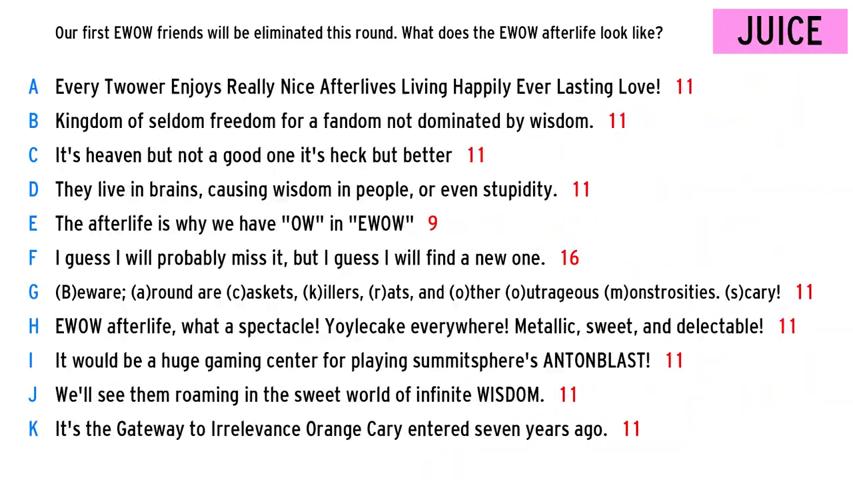 Our first EWOW friends will be eliminated this round. What does the EWOW afterlife look like?
JUICE
A Every Twower Enjoys Really Nice Afterlives Living Happily Ever Lasting Love! 11
B Kingdom of seldom freedom for a fandom not dominated by wisdom. 11
C It's heaven but not a good one it's heck but better 11
D They live in brains, causing wisdom in people, or even stupidity. 11
E The afterlife is why we have "OW" in "EWOW" 9
F I guess I will probably miss it, but I guess I will find a new one. 16
G (B)eware; (a)round are (c)askets, (k)illers, (r)ats, and (o)ther (o)utrageous (m)onstrosities. (s)cary! 11
H EWOW afterlife, what a spectacle! Yoylecake everywhere! Metallic, sweet, and delectable! 11
I It would be a huge gaming center for playing summitsphere's ANTONBLAST! 11
J We'll see them roaming in the sweet world of infinite WISDOM. 11
K It's the Gateway to Irrelevance Orange Cary entered seven years ago. 11